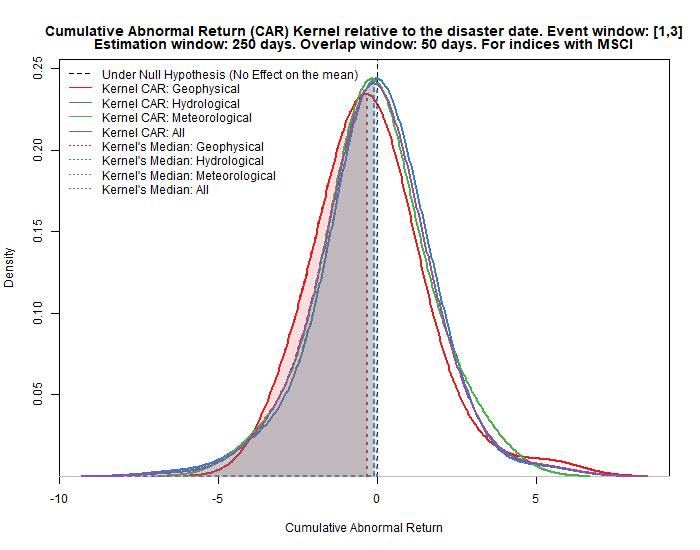 Cumulative Abnormal Return (CAR) Kernel relative to the disaster date. Event window: [1,3]
Estimation window: 250 days. Overlap window: 50 days. For indices with MSCI
Under Null Hypothesis (No Effect on the mean)
Kernel CAR: Geophysical
Kernel CAR: Hydrological
Kernel CAR: Meteorological
Kernel CAR: All
Kernel's Median: Geophysical
Kernel's Median: Hydrological
Kernel's Median: Meteorological
Kernel's Median: All
0.25
0.20
0.15
0.10
0.05
Density
-10
-5
0
5
Cumulative Abnormal Return